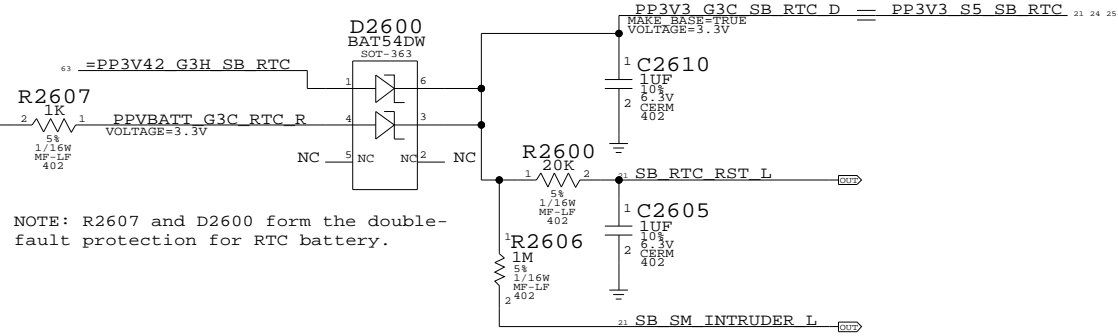 PP3V3_G3C_SB_RTC_D = PP3V3_S5_SB_RTC 21 24 25
MAKE_BASE=TRUE
VOLTAGE=3.3V
D2600
BAT54DW
SOT-363
63 =PP3V42_G3H_SB_RTC
1 6
R2607
1K
2 1
5%
1/16W
MF-LF
402
PPVBATT_G3C_RTC_R
VOLTAGE=3.3V
4 3
NC 5 NC NC 2 NC
1 C2610
1UF
10%
6.3V
2 CERM
402
R2600
20K
1 2
5%
1/16W
MF-LF
402
21 SB_RTC_RST_L OUT
1 C2605
1UF
10%
6.3V
2 CERM
402
NOTE: R2607 and D2600 form the double-
fault protection for RTC battery.
1 R2606
1M
5%
1/16W
MF-LF
2 402
21 SB_SM_INTRUDER_L OUT